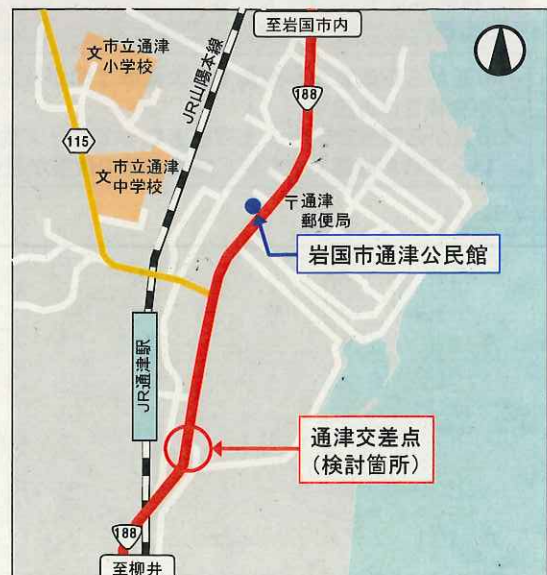 至岩国市内
文市立通津
小学校
JR山陽本線
188
115
文市立通津
中学校
〒通津
郵便局
岩国市通津公民館
JR通津駅
通津交差点
(検討箇所)
188
至柳井